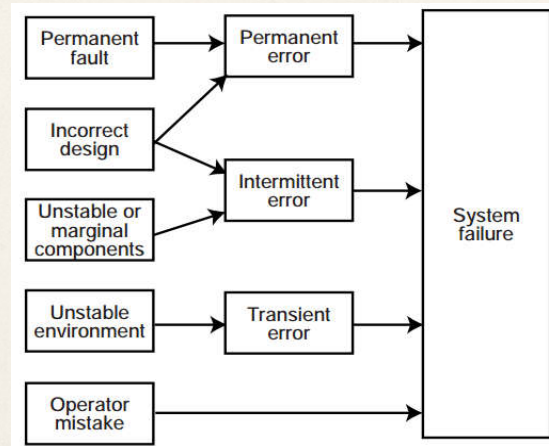 Permanent
fault
Permanent
error
Incorrect
design
Intermittent
error
Unstable or
marginal
components
System
failure
Unstable
environment
Transient
error
Operator
mistake